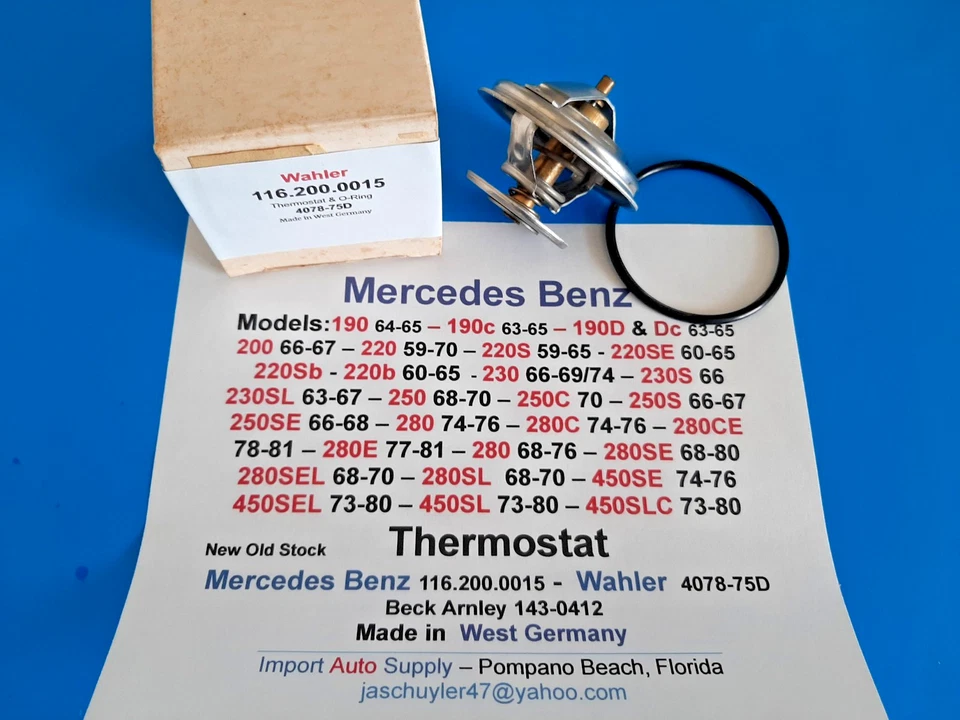 Wahler
116.200.0015
Thermostat & O-Ring
4078-75D
Made in West Germany
Mercedes Benz
Models:190 64-65 – 190c 63-65 – 190D & Dc 63-65
200 66-67 – 220 59-70 – 220S 59-65 - 220SE 60-65
220Sb - 220b 60-65 - 230 66-69/74 – 230S 66
230SL 63-67 – 250 68-70 – 250C 70 – 250S 66-67
250SE 66-68 – 280 74-76 – 280C 74-76 – 280CE
78-81 – 280E 77-81 – 280 68-76 – 280SE 68-80
280SEL 68-70 – 280SL 68-70 – 450SE 74-76
450SEL 73-80 – 450SL 73-80 – 450SLC 73-80
New Old Stock Thermostat
Mercedes Benz 116.200.0015 - Wahler 4078-75D
Beck Arnley 143-0412
Made in West Germany
Import Auto Supply – Pompano Beach, Florida
jaschuyler47@yahoo.com